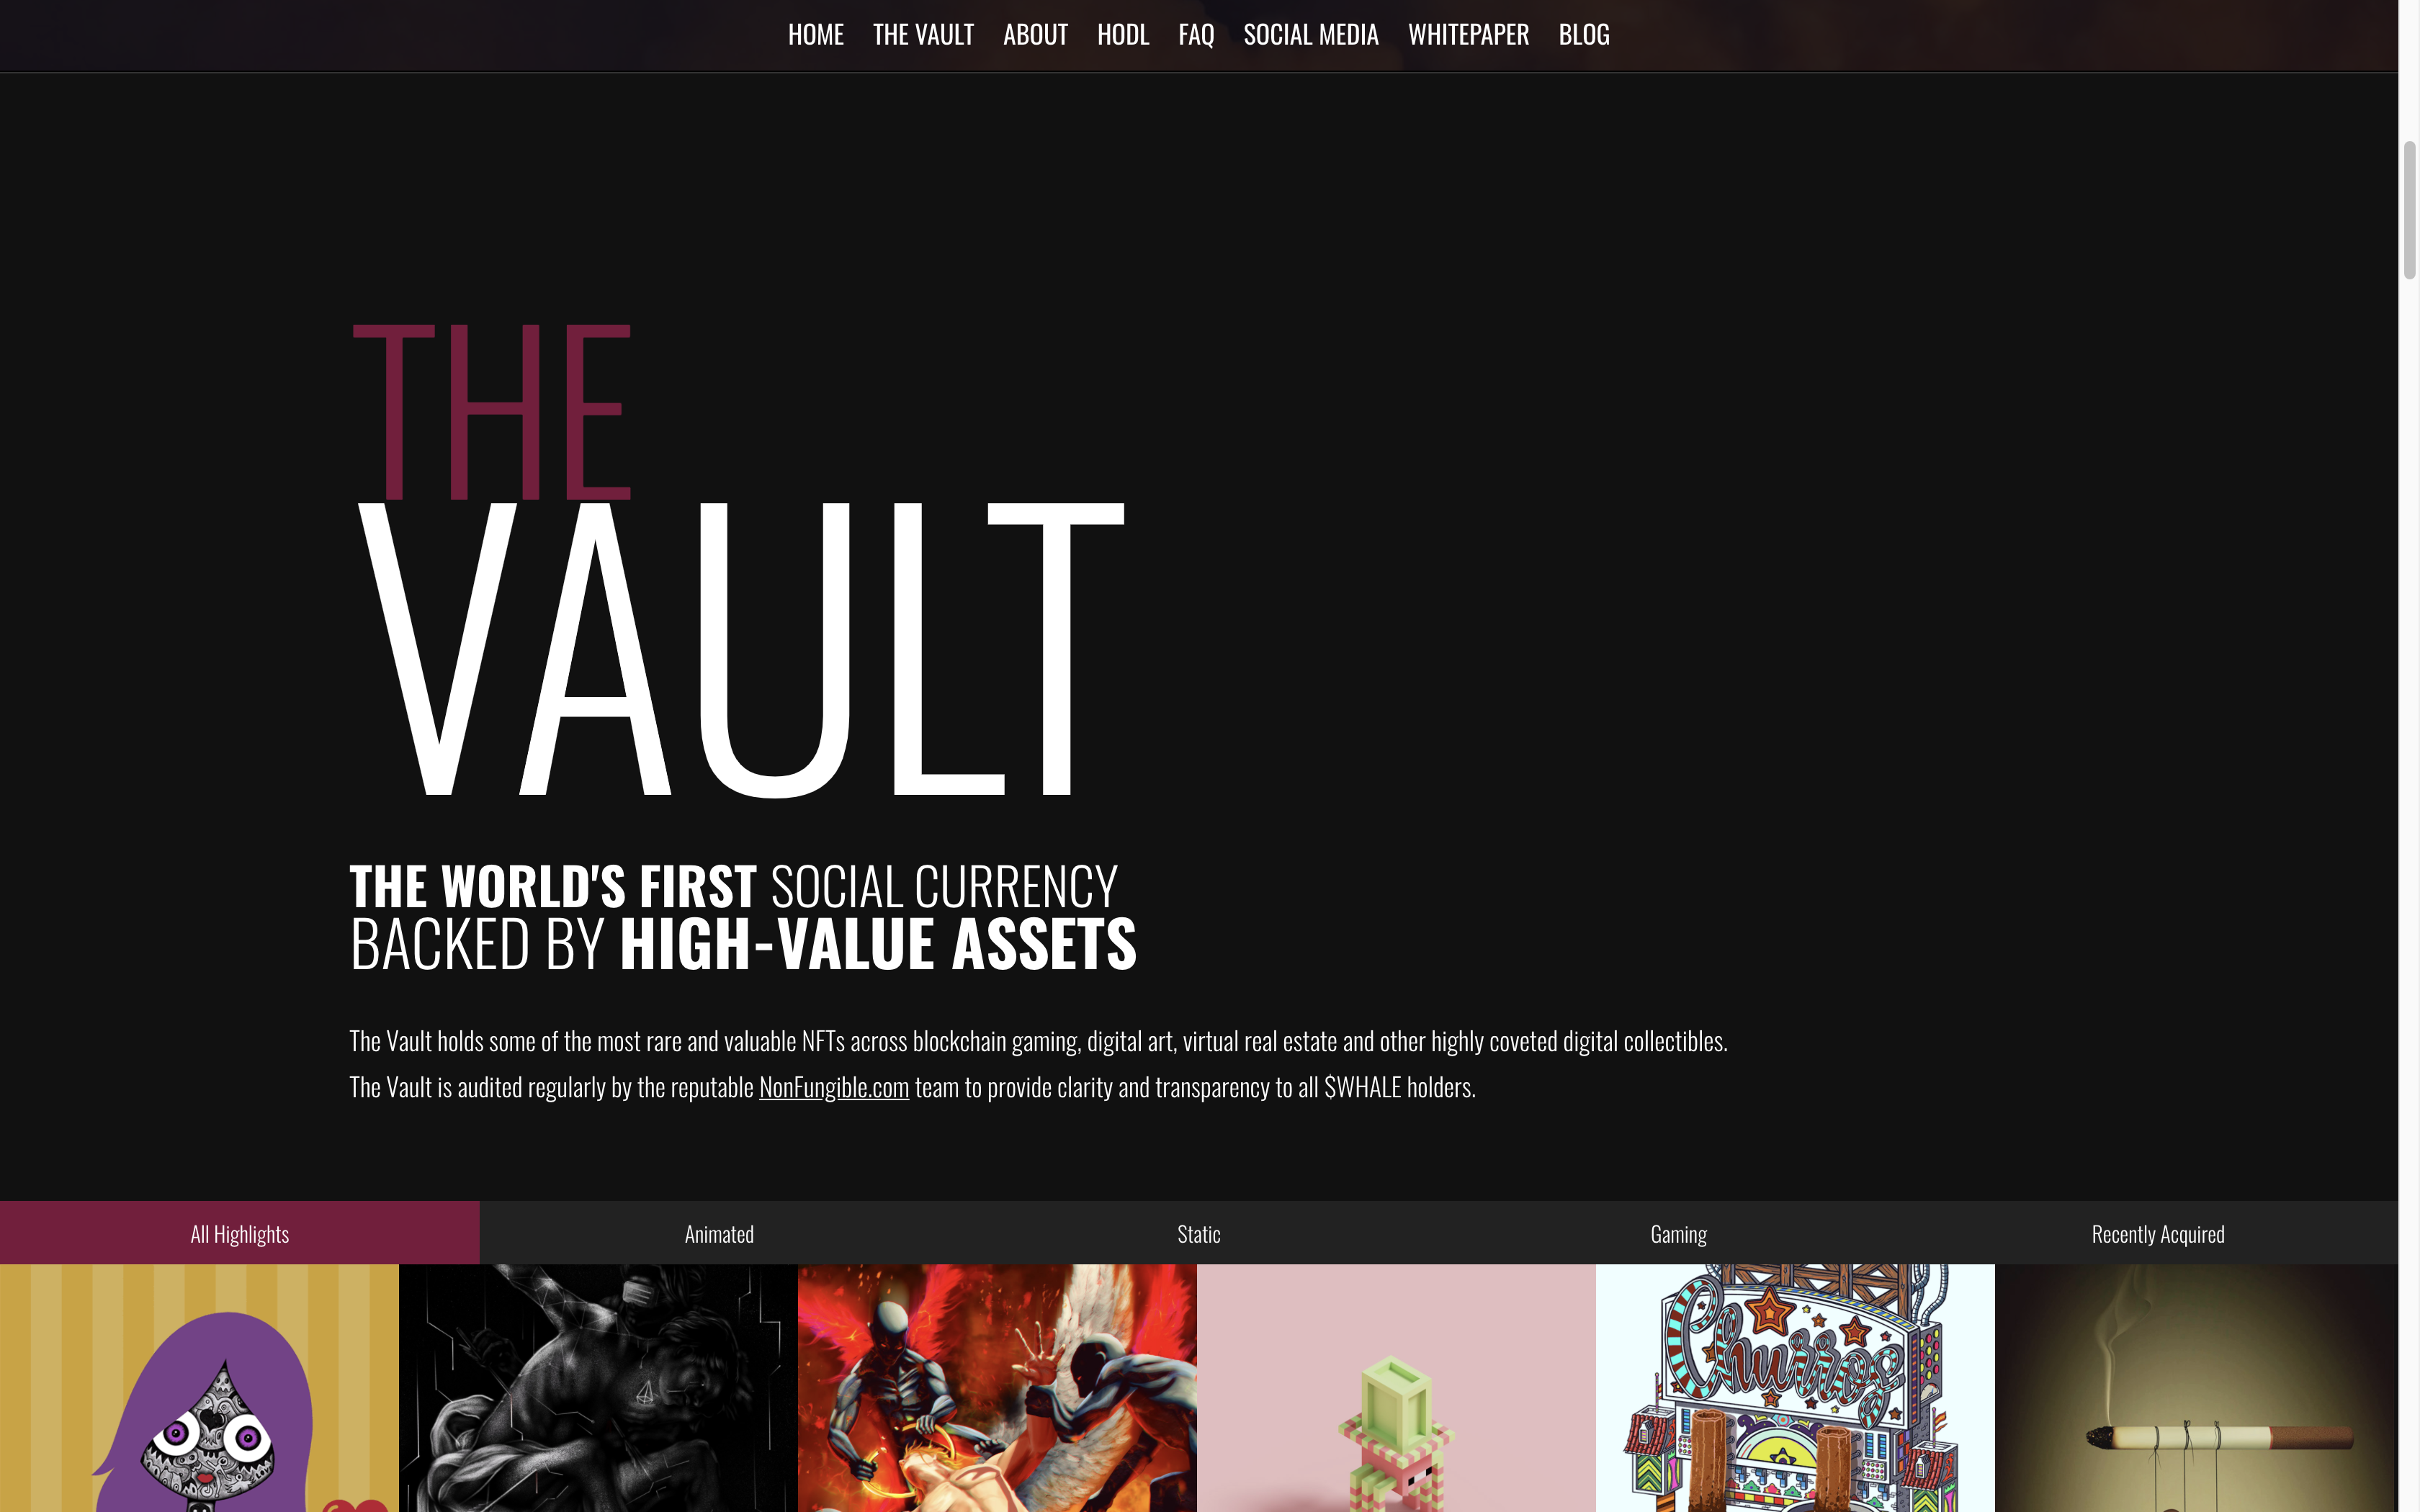 HOME THE VAULT ABOUT HODL FAQ SOCIAL MEDIA WHITEPAPER BLOG
THE
VAULT
THE WORLD'S FIRST SOCIAL CURRENCY
BACKED BY HIGH-VALUE ASSETS
The Vault holds some of the most rare and valuable NFTs across blockchain gaming, digital art, virtual real estate and other highly coveted digital collectibles.
The Vault is audited regularly by the reputable NonFungible.com team to provide clarity and transparency to all $WHALE holders.
All Highlights Animated Static Gaming Recently Acquired
Churros